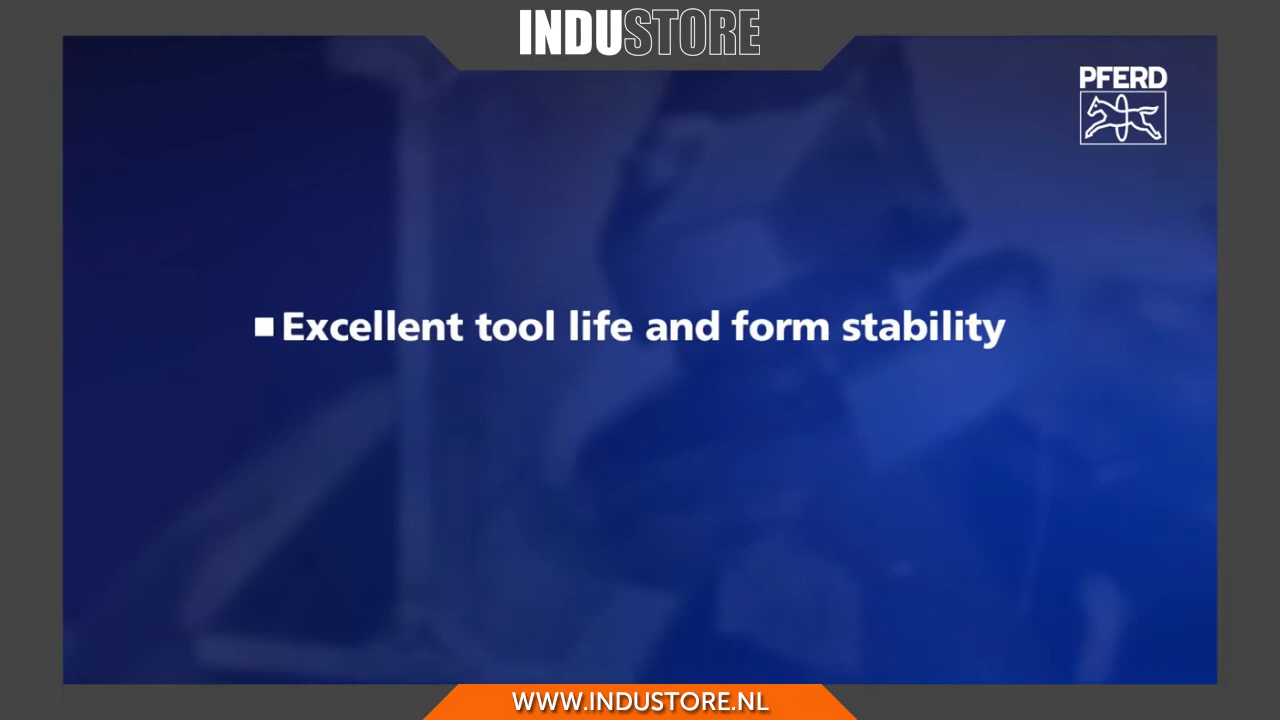 INDUSTORE
PFERD
■ Excellent tool life and form stability
WWW.INDUSTORE.NL